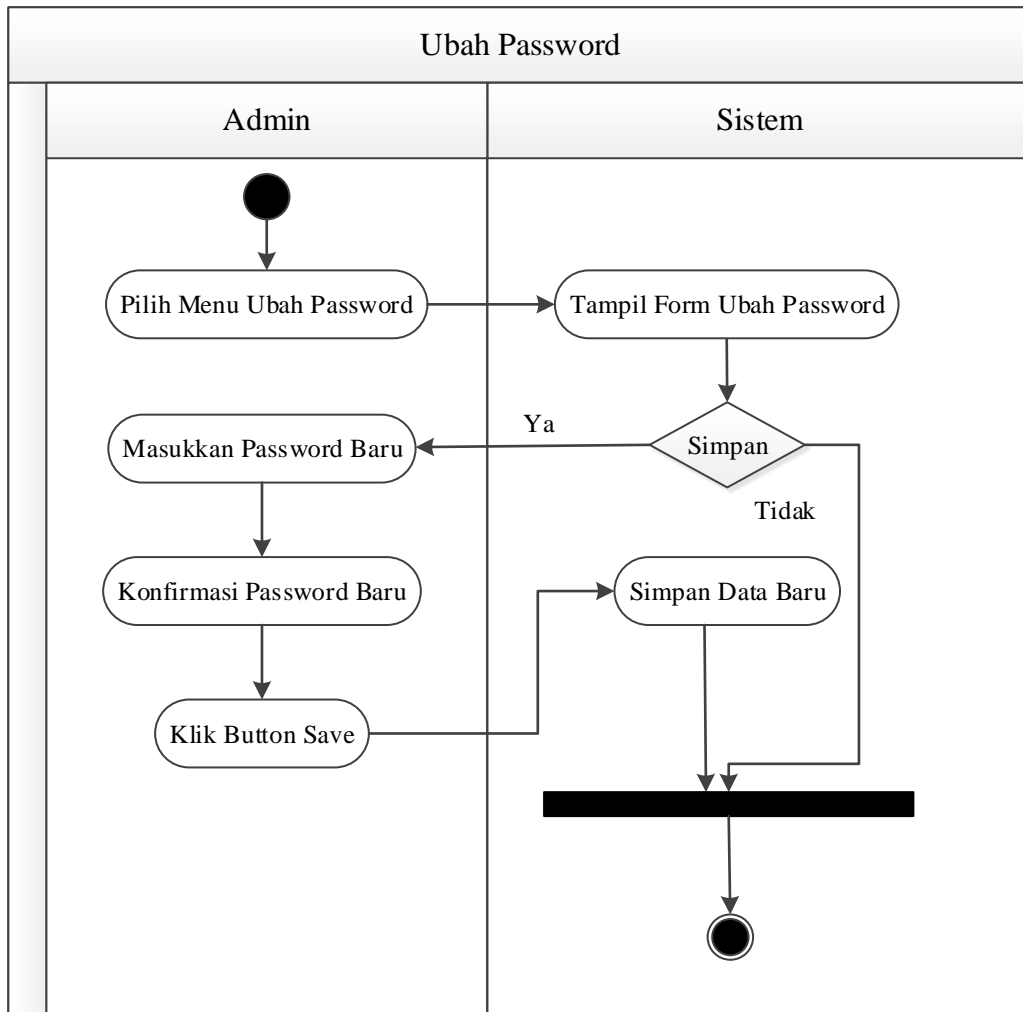 Ubah Password
Admin
Sistem
Pilih Menu Ubah Password
Tampil Form Ubah Password
Ya
Masukkan Password Baru
Simpan
Tidak
Konfirmasi Password Baru
Simpan Data Baru
Klik Button Save